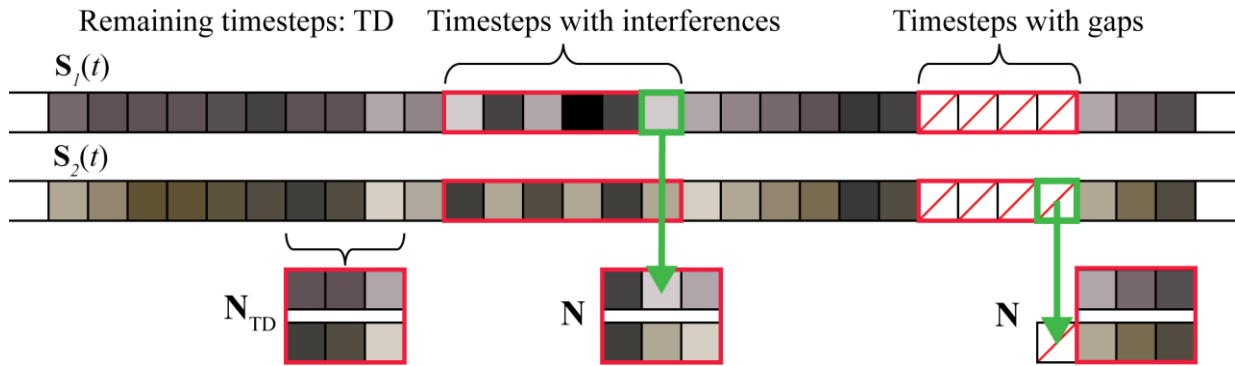 Remaining timesteps: TD Timesteps with interferences Timesteps with gaps
S1(t)
S2(t)
NTD N N